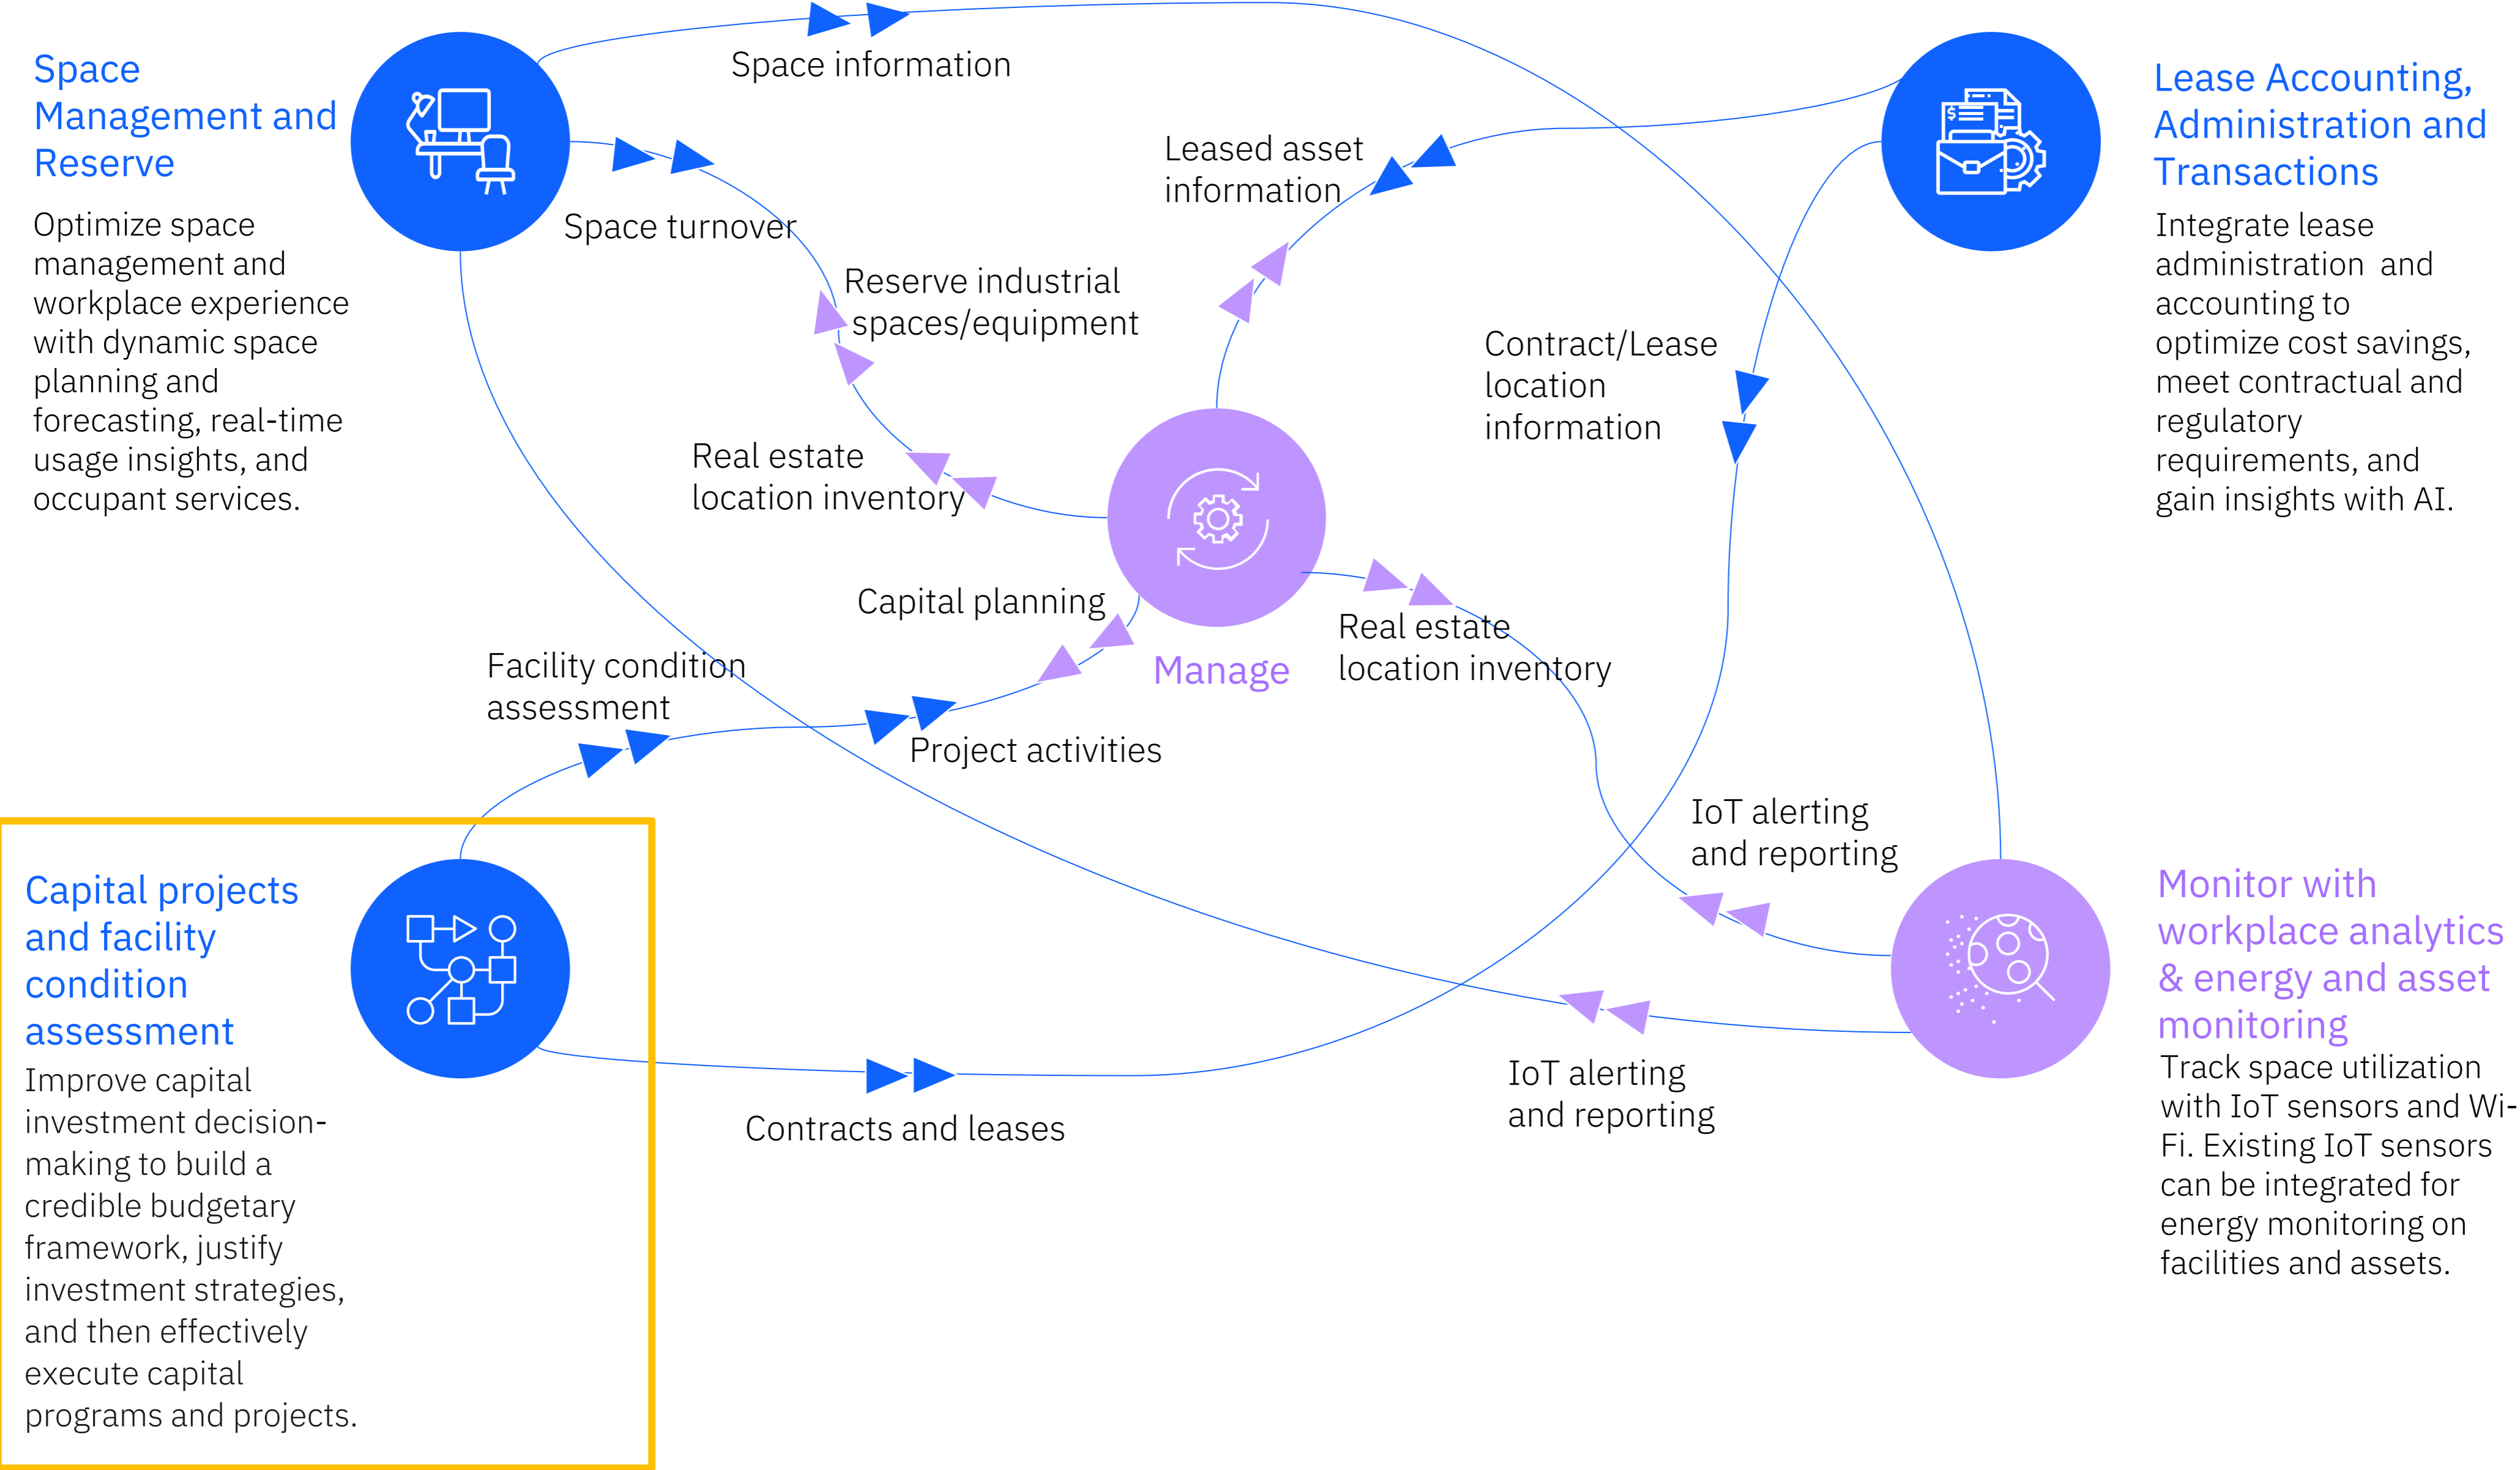 Space
Management and
Reserve
Optimize space
management and
workplace experience
with dynamic space
planning and
forecasting, real-time
usage insights, and
occupant services.
Space information
Space turnover
Leased asset
information
Reserve industrial
spaces/equipment
Real estate
location inventory
Contract/Lease
location
information
Lease Accounting,
Administration and
Transactions
Integrate lease
administration  and
accounting to
optimize cost savings,
meet contractual and
regulatory
requirements, and
gain insights with AI.
Capital planning
Manage
Real estate
location inventory
Facility condition
assessment
Project activities
IoT alerting
and reporting
Capital projects
and facility
condition
assessment
Improve capital
investment decision-
making to build a
credible budgetary
framework, justify
investment strategies,
and then effectively
execute capital
programs and projects.
Contracts and leases
IoT alerting
and reporting
Monitor with
workplace analytics
& energy and asset
monitoring
Track space utilization
with IoT sensors and Wi-
Fi. Existing IoT sensors
can be integrated for
energy monitoring on
facilities and assets.
$